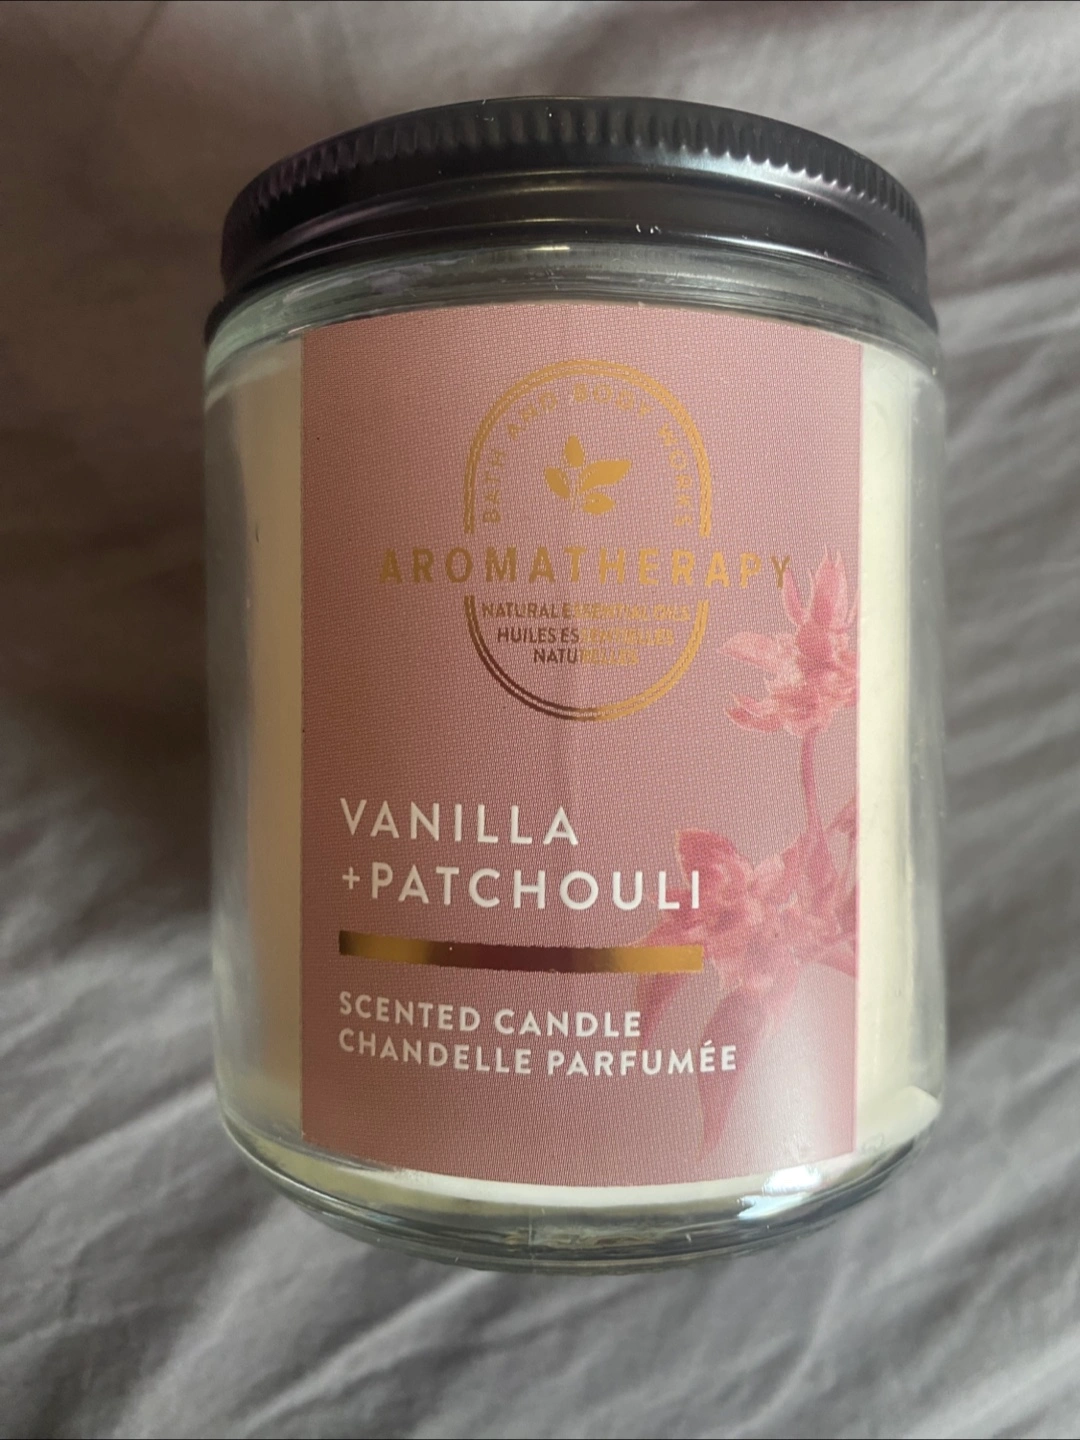 BATH AND BODY WORKS
AROMATHERAPY
NATURAL ESSENTIAL OILS
HUILES ESSENTIELLES
NATURELLES
VANILLA
+PATCHOULI
SCENTED CANDLE
CHANDELLE PARFUMÉE